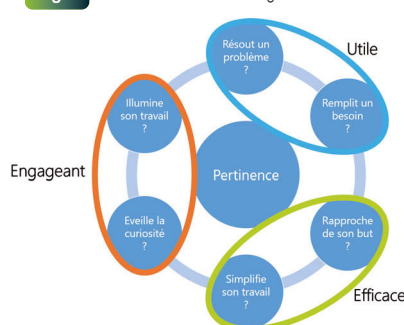 Résout un
problème
?
Utile
Remplit un
besoin
?
Illumine
son travail
?
Engageant
Pertinence
Eveille la
curiosité
?
Rapproche
de son but
?
Simplifie
son travail
?
Efficace